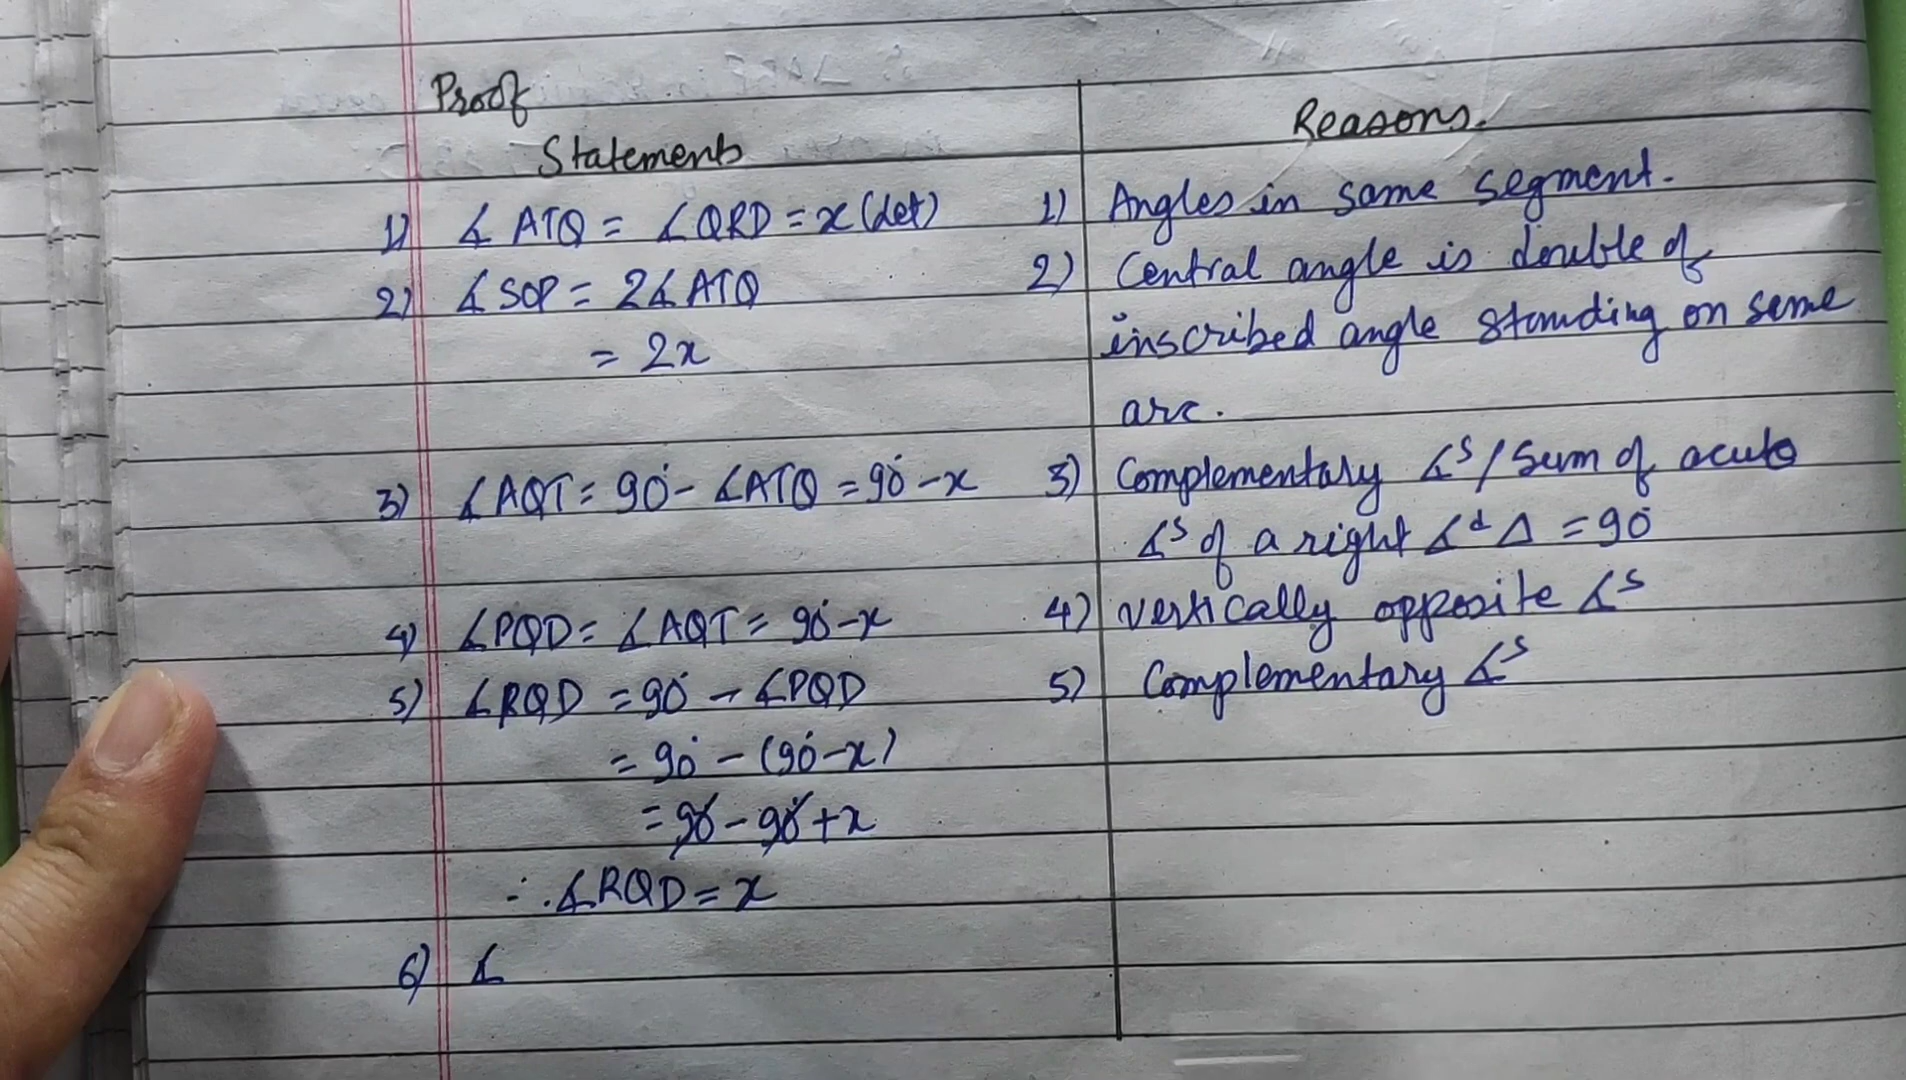 Proof
Statements
Reasons.
1) ∠ATQ = ∠QRD = x (let)
1) Angles in same segment.
2) ∠SOP = 2∠ATQ
2) Central angle is double of
= 2x
inscribed angle standing on same
arc.
3) ∠AQT = 90° - ∠ATQ = 90° - x
3) Complementary ∠s / Sum of acute
∠s of a right ∠d Δ = 90°
4) ∠PQD = ∠AQT = 90° - x
4) vertically opposite ∠s
5) ∠RQD = 90° - ∠PQD
5) Complementary ∠s
= 90° - (90° - x)
= 90° - 90° + x
∴ ∠RQD = x
6) ∠